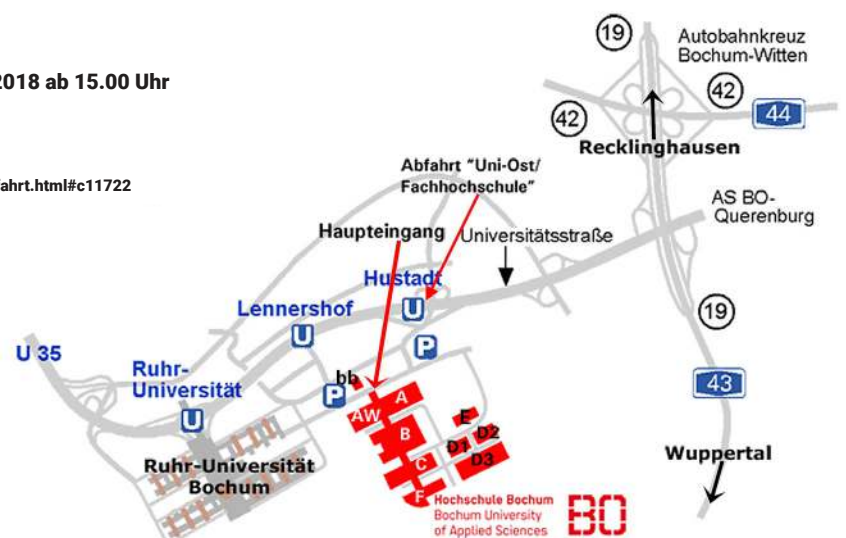 2018 ab 15.00 Uhr
fahrt.html#c11722
19
Autobahnkreuz
Bochum-Witten
42
42
44
Recklinghausen
Abfahrt "Uni-Ost/
Fachhochschule"
AS BO-
Querenburg
Haupteingang
Universitätsstraße
Hustadt
U
Lennershof
U
19
U 35
P
Ruhr-
Universität
U
P
bb
43
A
AW
B
E
D1
D2
D3
C
F
Ruhr-Universität
Bochum
Wuppertal
Hochschule Bochum
Bochum University
of Applied Sciences
BO